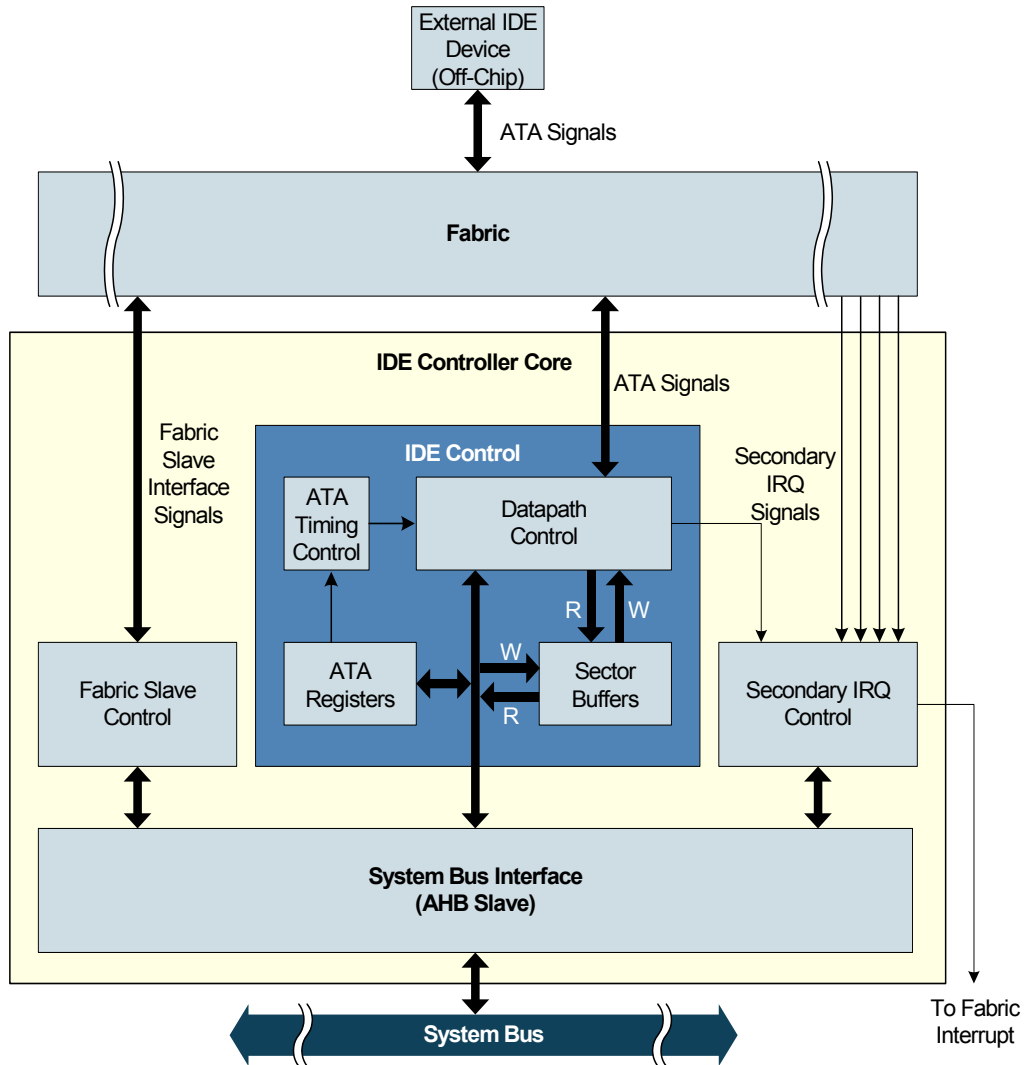 External IDE
Device
(Off-Chip)
ATA Signals
Fabric
IDE Controller Core
ATA Signals
Fabric
Slave
Interface
Signals
IDE Control
Secondary
IRQ
Signals
ATA
Timing
Control
Datapath
Control
R
W
W
R
ATA
Registers
Sector
Buffers
Fabric Slave
Control
Secondary IRQ
Control
System Bus Interface
(AHB Slave)
System Bus
To Fabric
Interrupt